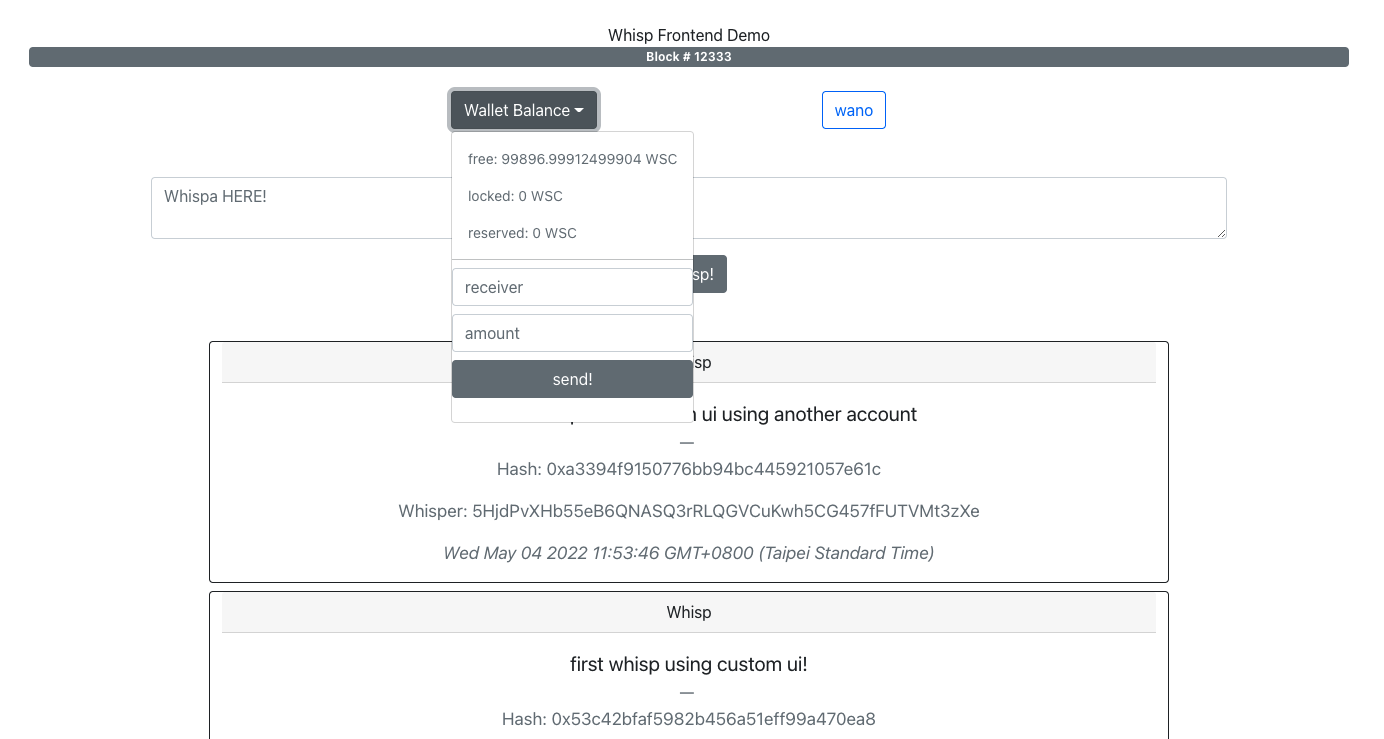 Whisp Frontend Demo
Block # 12333
Wallet Balance
wano
free: 99896.99912499904 WSC
locked: 0 WSC
reserved: 0 WSC
Whispa HERE!
receiver
sp!
amount
send!
sp
ui using another account
—
Hash: 0xa3394f9150776bb94bc445921057e61c
Whisper: 5HjdPvXHb55eB6QNASQ3rRLQGVCuKwh5CG457fFUTVMt3zXe
Wed May 04 2022 11:53:46 GMT+0800 (Taipei Standard Time)
Whisp
first whisp using custom ui!
—
Hash: 0x53c42bfaf5982b456a51eff99a470ea8